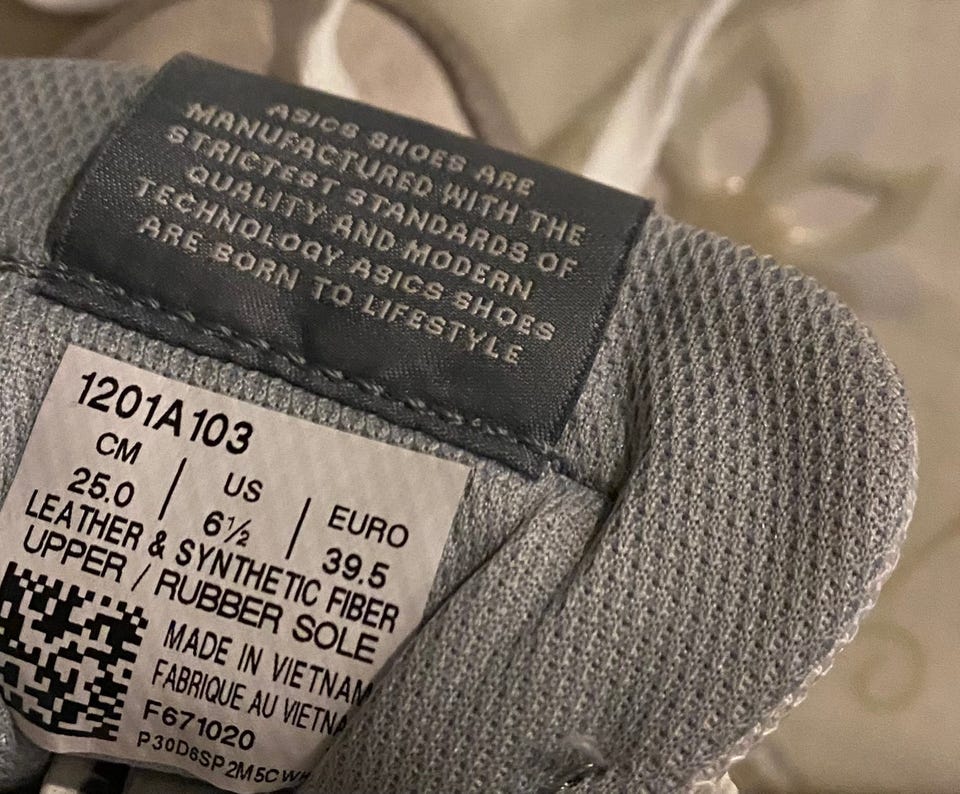 ASICS SHOES ARE
MANUFACTURED WITH THE
STRICTEST STANDARDS OF
QUALITY AND MODERN
TECHNOLOGY ASICS SHOES
ARE BORN TO LIFESTYLE
1201A103
CM | US | EURO
25.0 | 6½ | 39.5
LEATHER & SYNTHETIC FIBER
UPPER / RUBBER SOLE
MADE IN VIETNAM
FABRIQUE AU VIETNA
F671020
P30D6SP2M5CWH